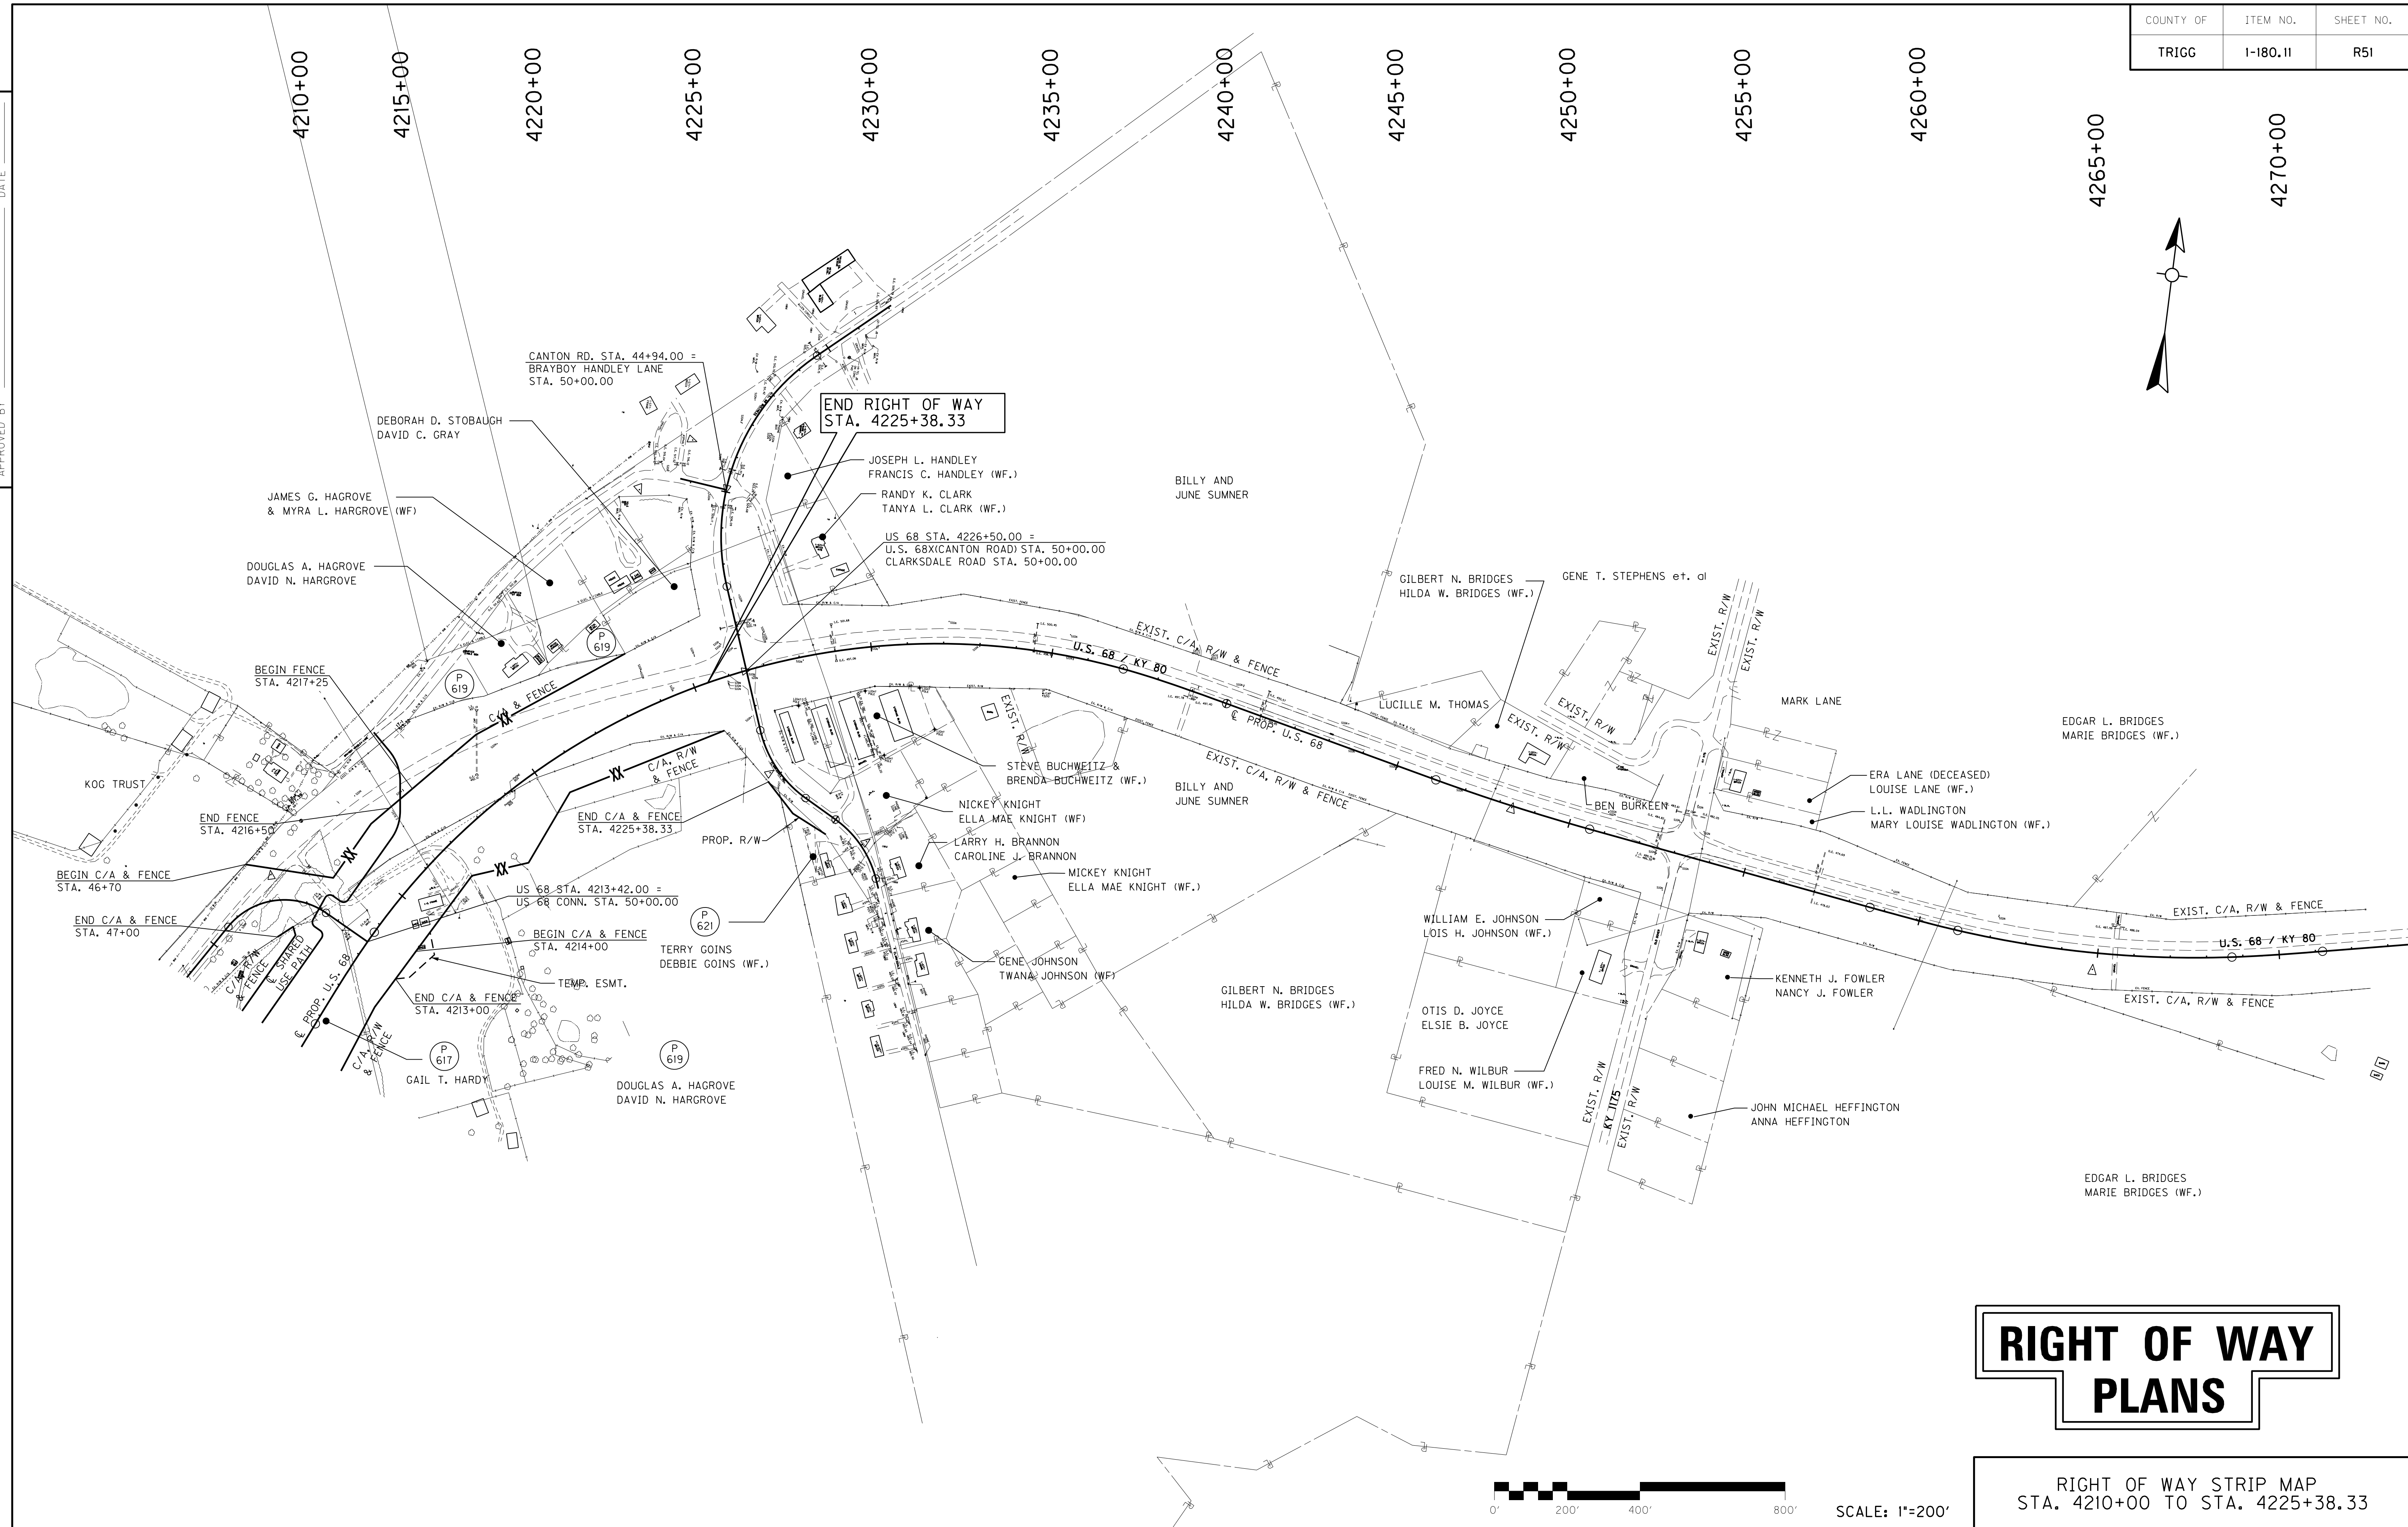 COUNTY OF
ITEM NO.
SHEET NO.
TRIGG
1-180.11
R51
DATE
APPROVED BY
4210+00
4215+00
4220+00
4225+00
4230+00
4235+00
4240+00
4245+00
4250+00
4255+00
4260+00
4265+00
4270+00
CANTON RD. STA. 44+94.00 =
BRAYBOY HANDLEY LANE
STA. 50+00.00
END RIGHT OF WAY
STA. 4225+38.33
DEBORAH D. STOBAUGH
DAVID C. GRAY
JOSEPH L. HANDLEY
FRANCIS C. HANDLEY (WF.)
JAMES G. HAGROVE
& MYRA L. HARGROVE (WF)
RANDY K. CLARK
TANYA L. CLARK (WF.)
BILLY AND
JUNE SUMNER
US 68 STA. 4226+50.00 =
U.S. 68X(CANTON ROAD) STA. 50+00.00
CLARKSDALE ROAD STA. 50+00.00
DOUGLAS A. HAGROVE
DAVID N. HARGROVE
GILBERT N. BRIDGES
HILDA W. BRIDGES (WF.)
GENE T. STEPHENS et. al
EXIST. R/W
EXIST. R/W
P
619
P
619
BEGIN FENCE
STA. 4217+25
C/A & FENCE
XX
EXIST. C/A, R/W & FENCE
U.S. 68 / KY 80
℄ PROP. U.S. 68
EXIST. C/A, R/W & FENCE
EXIST. R/W
LUCILLE M. THOMAS
EXIST. R/W
EXIST. R/W
MARK LANE
EDGAR L. BRIDGES
MARIE BRIDGES (WF.)
C/A, R/W
& FENCE
XX
STEVE BUCHWEITZ &
BRENDA BUCHWEITZ (WF.)
BILLY AND
JUNE SUMNER
KOG TRUST
END FENCE
STA. 4216+50
XX
END C/A & FENCE
STA. 4225+38.33
PROP. R/W
NICKEY KNIGHT
ELLA MAE KNIGHT (WF)
BEN BURKEEN
ERA LANE (DECEASED)
LOUISE LANE (WF.)
L.L. WADLINGTON
MARY LOUISE WADLINGTON (WF.)
LARRY H. BRANNON
CAROLINE J. BRANNON
MICKEY KNIGHT
ELLA MAE KNIGHT (WF.)
BEGIN C/A & FENCE
STA. 46+70
XX
US 68 STA. 4213+42.00 =
US 68 CONN. STA. 50+00.00
END C/A & FENCE
STA. 47+00
P
621
TERRY GOINS
DEBBIE GOINS (WF.)
BEGIN C/A & FENCE
STA. 4214+00
TEMP. ESMT.
END C/A & FENCE
STA. 4213+00
C/A, R/W
& FENCE
℄ SHARED
USE PATH
℄ PROP. U.S. 68
C/A, R/W
& FENCE
GENE JOHNSON
TWANA JOHNSON (WF)
WILLIAM E. JOHNSON
LOIS H. JOHNSON (WF.)
EXIST. C/A, R/W & FENCE
U.S. 68 / KY 80
EXIST. C/A, R/W & FENCE
KENNETH J. FOWLER
NANCY J. FOWLER
GILBERT N. BRIDGES
HILDA W. BRIDGES (WF.)
OTIS D. JOYCE
ELSIE B. JOYCE
P
617
GAIL T. HARDY
P
619
DOUGLAS A. HAGROVE
DAVID N. HARGROVE
FRED N. WILBUR
LOUISE M. WILBUR (WF.)
EXIST. R/W
KY 1175
EXIST. R/W
JOHN MICHAEL HEFFINGTON
ANNA HEFFINGTON
EDGAR L. BRIDGES
MARIE BRIDGES (WF.)
RIGHT OF WAY
PLANS
0'
200'
400'
800'
SCALE: 1"=200'
RIGHT OF WAY STRIP MAP
STA. 4210+00 TO STA. 4225+38.33